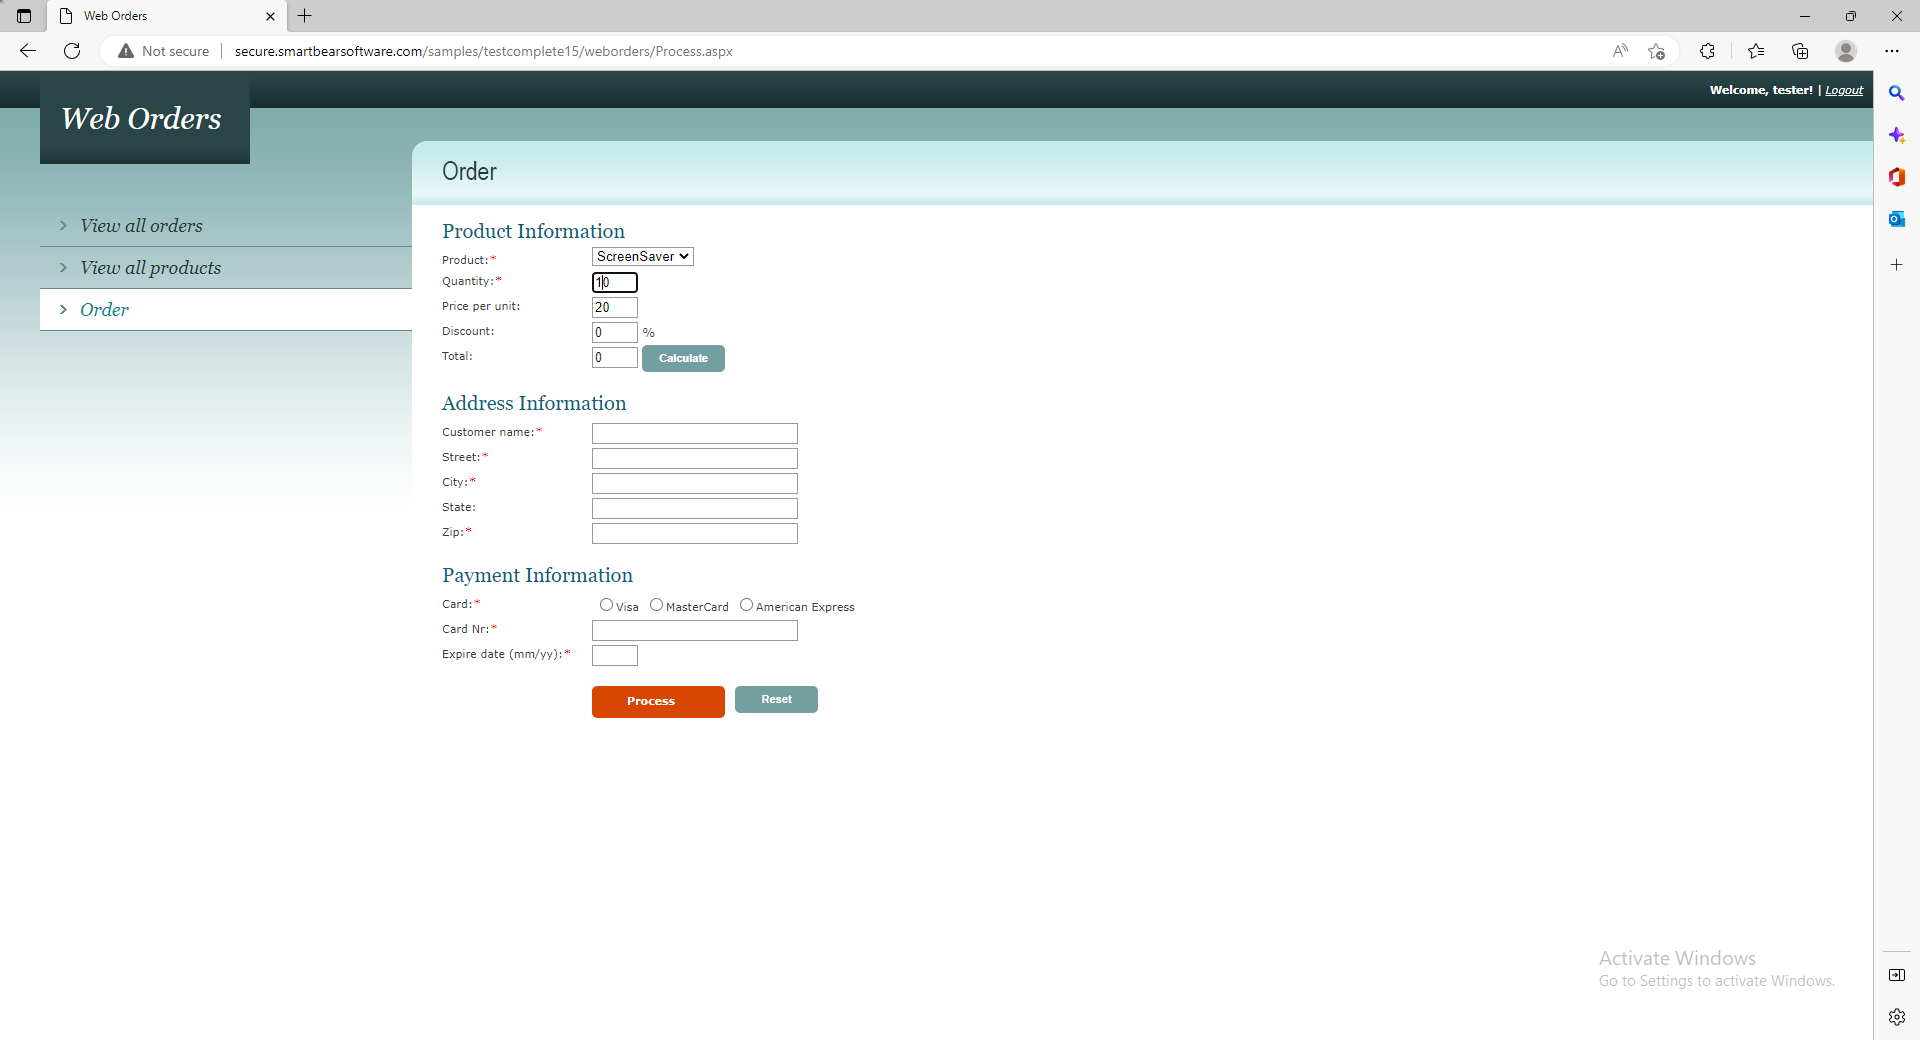 Web Orders
Not secure
secure.smartbearsoftware.com/samples/testcomplete15/weborders/Process.aspx
Welcome, tester! | Logout
Web Orders
Order
View all orders
View all products
Order
Product Information
Product:* ScreenSaver
Quantity:* 10
Price per unit: 20
Discount: 0 %
Total: 0 Calculate
Address Information
Customer name:*
Street:*
City:*
State:
Zip:*
Payment Information
Card:* Visa MasterCard American Express
Card Nr:*
Expire date (mm/yy):*
Process Reset
Activate Windows
Go to Settings to activate Windows.